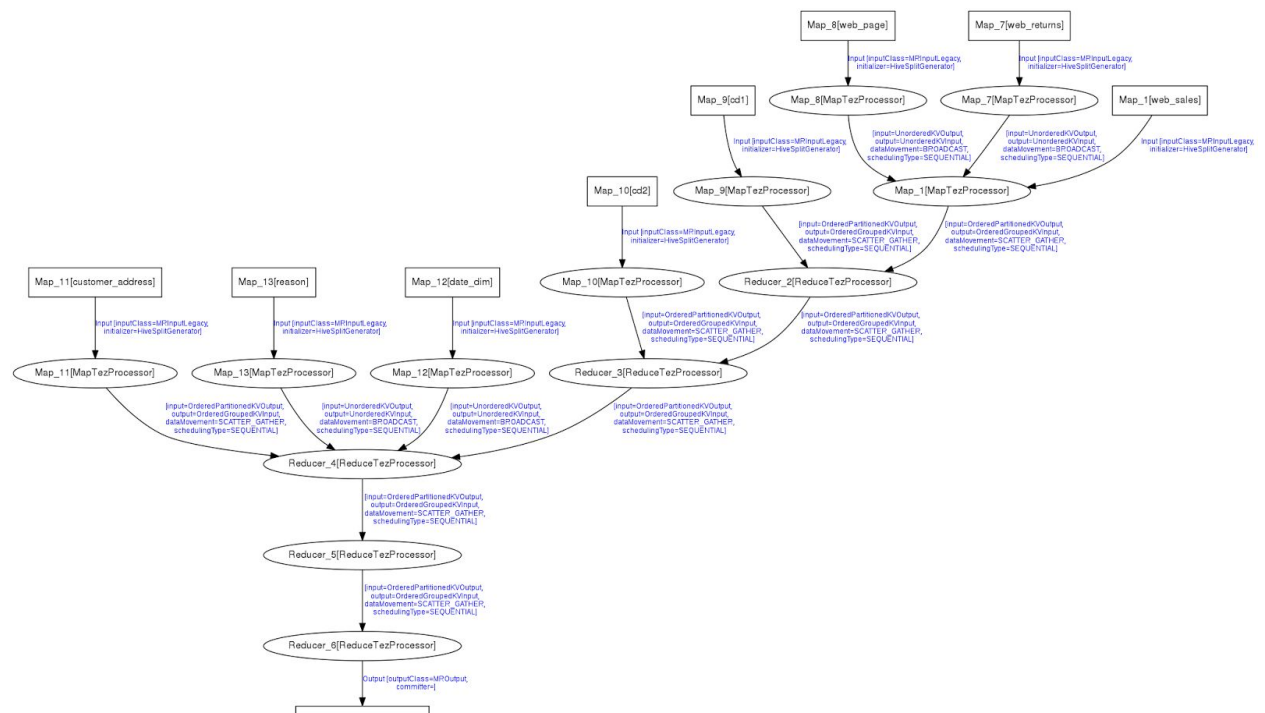 Map_8[web_page]
Map_7[web_returns]
Input [inputClass=MRInputLegacy,
initializer=HiveSplitGenerator]
Input [inputClass=MRInputLegacy,
initializer=HiveSplitGenerator]
Map_9[cd1]
Map_8[MapTezProcessor]
Map_7[MapTezProcessor]
Map_1[web_sales]
Input [inputClass=MRInputLegacy,
initializer=HiveSplitGenerator]
[input=UnorderedKVOutput,
output=UnorderedKVInput,
dataMovement=BROADCAST,
schedulingType=SEQUENTIAL]
[input=UnorderedKVOutput,
output=UnorderedKVInput,
dataMovement=BROADCAST,
schedulingType=SEQUENTIAL]
Input [inputClass=MRInputLegacy,
initializer=HiveSplitGenerator]
Map_10[cd2]
Map_9[MapTezProcessor]
Map_1[MapTezProcessor]
Input [inputClass=MRInputLegacy,
initializer=HiveSplitGenerator]
[input=OrderedPartitionedKVOutput,
output=OrderedGroupedKVInput,
dataMovement=SCATTER_GATHER,
schedulingType=SEQUENTIAL]
[input=OrderedPartitionedKVOutput,
output=OrderedGroupedKVInput,
dataMovement=SCATTER_GATHER,
schedulingType=SEQUENTIAL]
Map_11[customer_address]
Map_13[reason]
Map_12[date_dim]
Map_10[MapTezProcessor]
Reducer_2[ReduceTezProcessor]
Input [inputClass=MRInputLegacy,
initializer=HiveSplitGenerator]
Input [inputClass=MRInputLegacy,
initializer=HiveSplitGenerator]
Input [inputClass=MRInputLegacy,
initializer=HiveSplitGenerator]
[input=OrderedPartitionedKVOutput,
output=OrderedGroupedKVInput,
dataMovement=SCATTER_GATHER,
schedulingType=SEQUENTIAL]
[input=OrderedPartitionedKVOutput,
output=OrderedGroupedKVInput,
dataMovement=SCATTER_GATHER,
schedulingType=SEQUENTIAL]
Map_11[MapTezProcessor]
Map_13[MapTezProcessor]
Map_12[MapTezProcessor]
Reducer_3[ReduceTezProcessor]
[input=OrderedPartitionedKVOutput,
output=OrderedGroupedKVInput,
dataMovement=SCATTER_GATHER,
schedulingType=SEQUENTIAL]
[input=UnorderedKVOutput,
output=UnorderedKVInput,
dataMovement=BROADCAST,
schedulingType=SEQUENTIAL]
[input=UnorderedKVOutput,
output=UnorderedKVInput,
dataMovement=BROADCAST,
schedulingType=SEQUENTIAL]
[input=OrderedPartitionedKVOutput,
output=OrderedGroupedKVInput,
dataMovement=SCATTER_GATHER,
schedulingType=SEQUENTIAL]
Reducer_4[ReduceTezProcessor]
[input=OrderedPartitionedKVOutput,
output=OrderedGroupedKVInput,
dataMovement=SCATTER_GATHER,
schedulingType=SEQUENTIAL]
Reducer_5[ReduceTezProcessor]
[input=OrderedPartitionedKVOutput,
output=OrderedGroupedKVInput,
dataMovement=SCATTER_GATHER,
schedulingType=SEQUENTIAL]
Reducer_6[ReduceTezProcessor]
Output [outputClass=MROutput,
committer=]